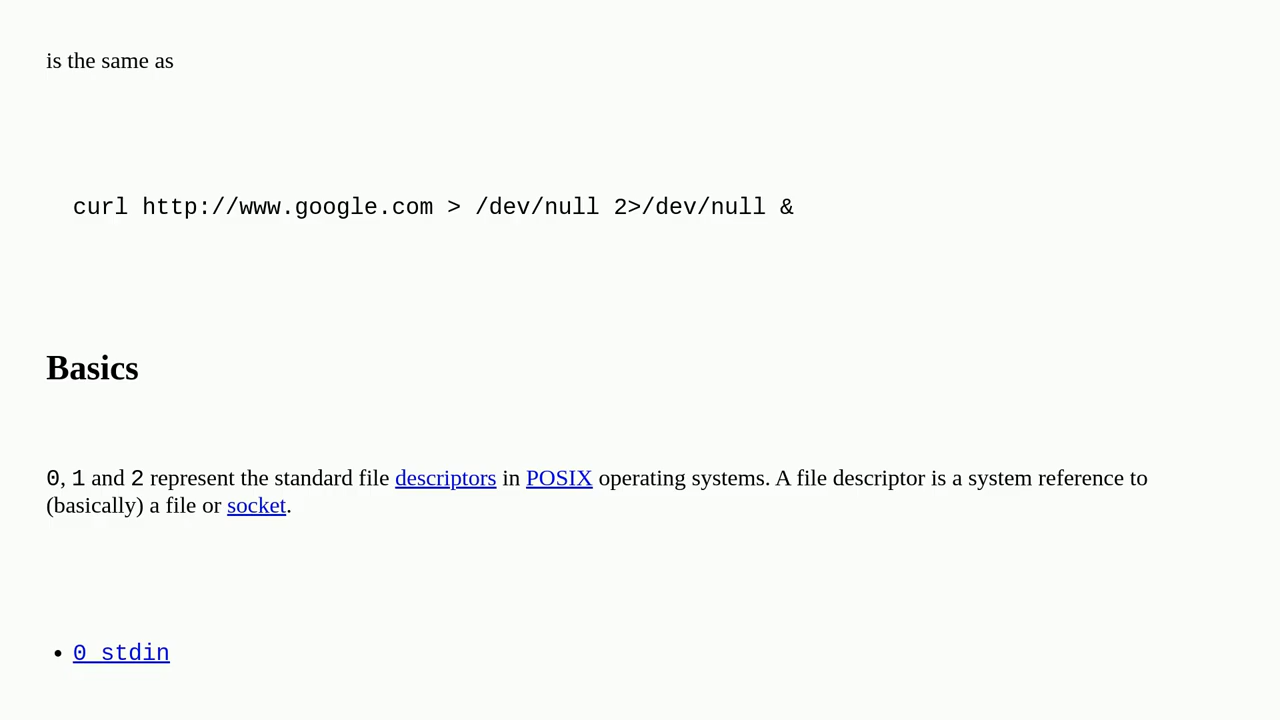 is the same as
curl http://www.google.com > /dev/null 2>/dev/null &
Basics
0, 1 and 2 represent the standard file descriptors in POSIX operating systems. A file descriptor is a system reference to
(basically) a file or socket.
• 0 stdin